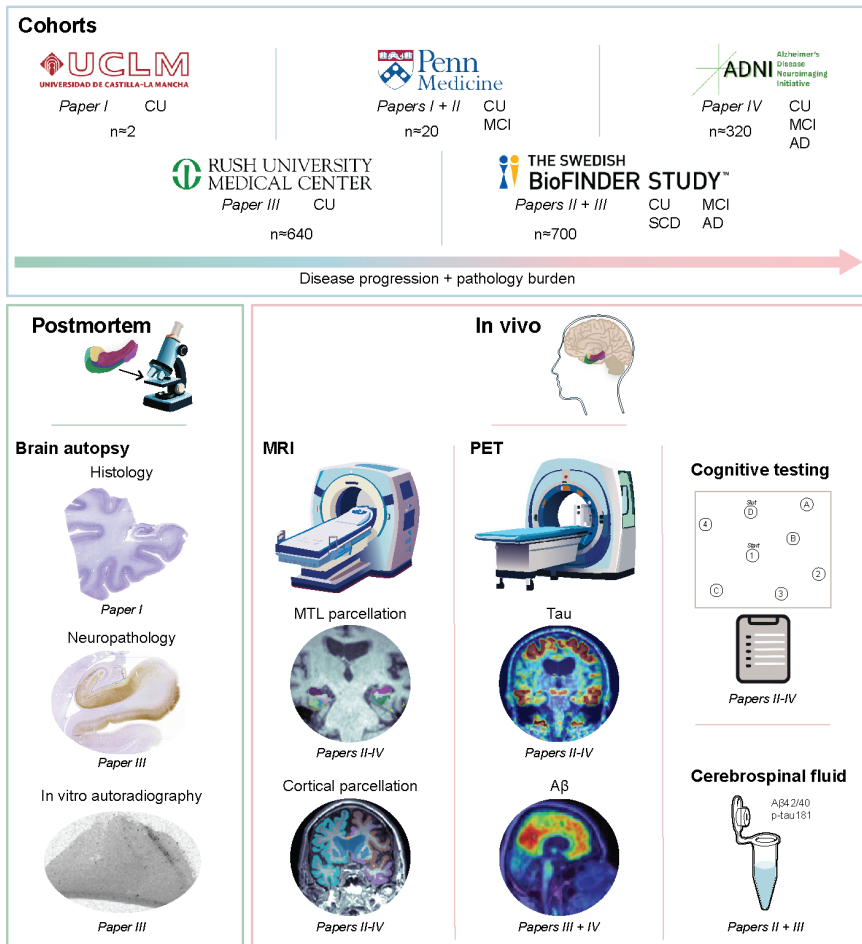 Cohorts
UCLM
UNIVERSIDAD DE CASTILLA-LA MANCHA
Paper I CU
n≈2
Penn
Medicine
Papers I + II CU
MCI
n≈20
ADNI
Alzheimer's
Disease
Neuroimaging
Initiative
Paper IV CU
MCI
AD
n≈320
RUSH UNIVERSITY
MEDICAL CENTER
Paper III CU
n≈640
THE SWEDISH
BioFINDER STUDY™
Papers II + III CU MCI
SCD AD
n≈700
Disease progression + pathology burden
Postmortem
Brain autopsy
Histology
Paper I
Neuropathology
Paper III
In vitro autoradiography
Paper III
In vivo
MRI
MTL parcellation
Papers II-IV
Cortical parcellation
Papers II-IV
PET
Tau
Papers II-IV
Aβ
Papers III + IV
Cognitive testing
Slut
D
A
4
B
Start
1
2
C
3
Papers II-IV
Cerebrospinal fluid
Aβ42/40
p-tau181
Papers II + III